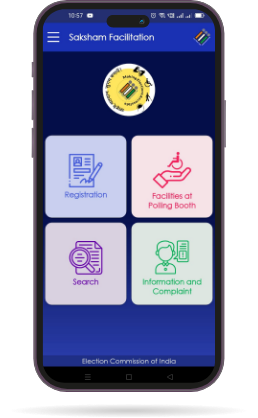 10:57
Saksham Facilitation
Registration
Facilities at
Polling Booth
Search
Information and
Complaint
Election Commission of India